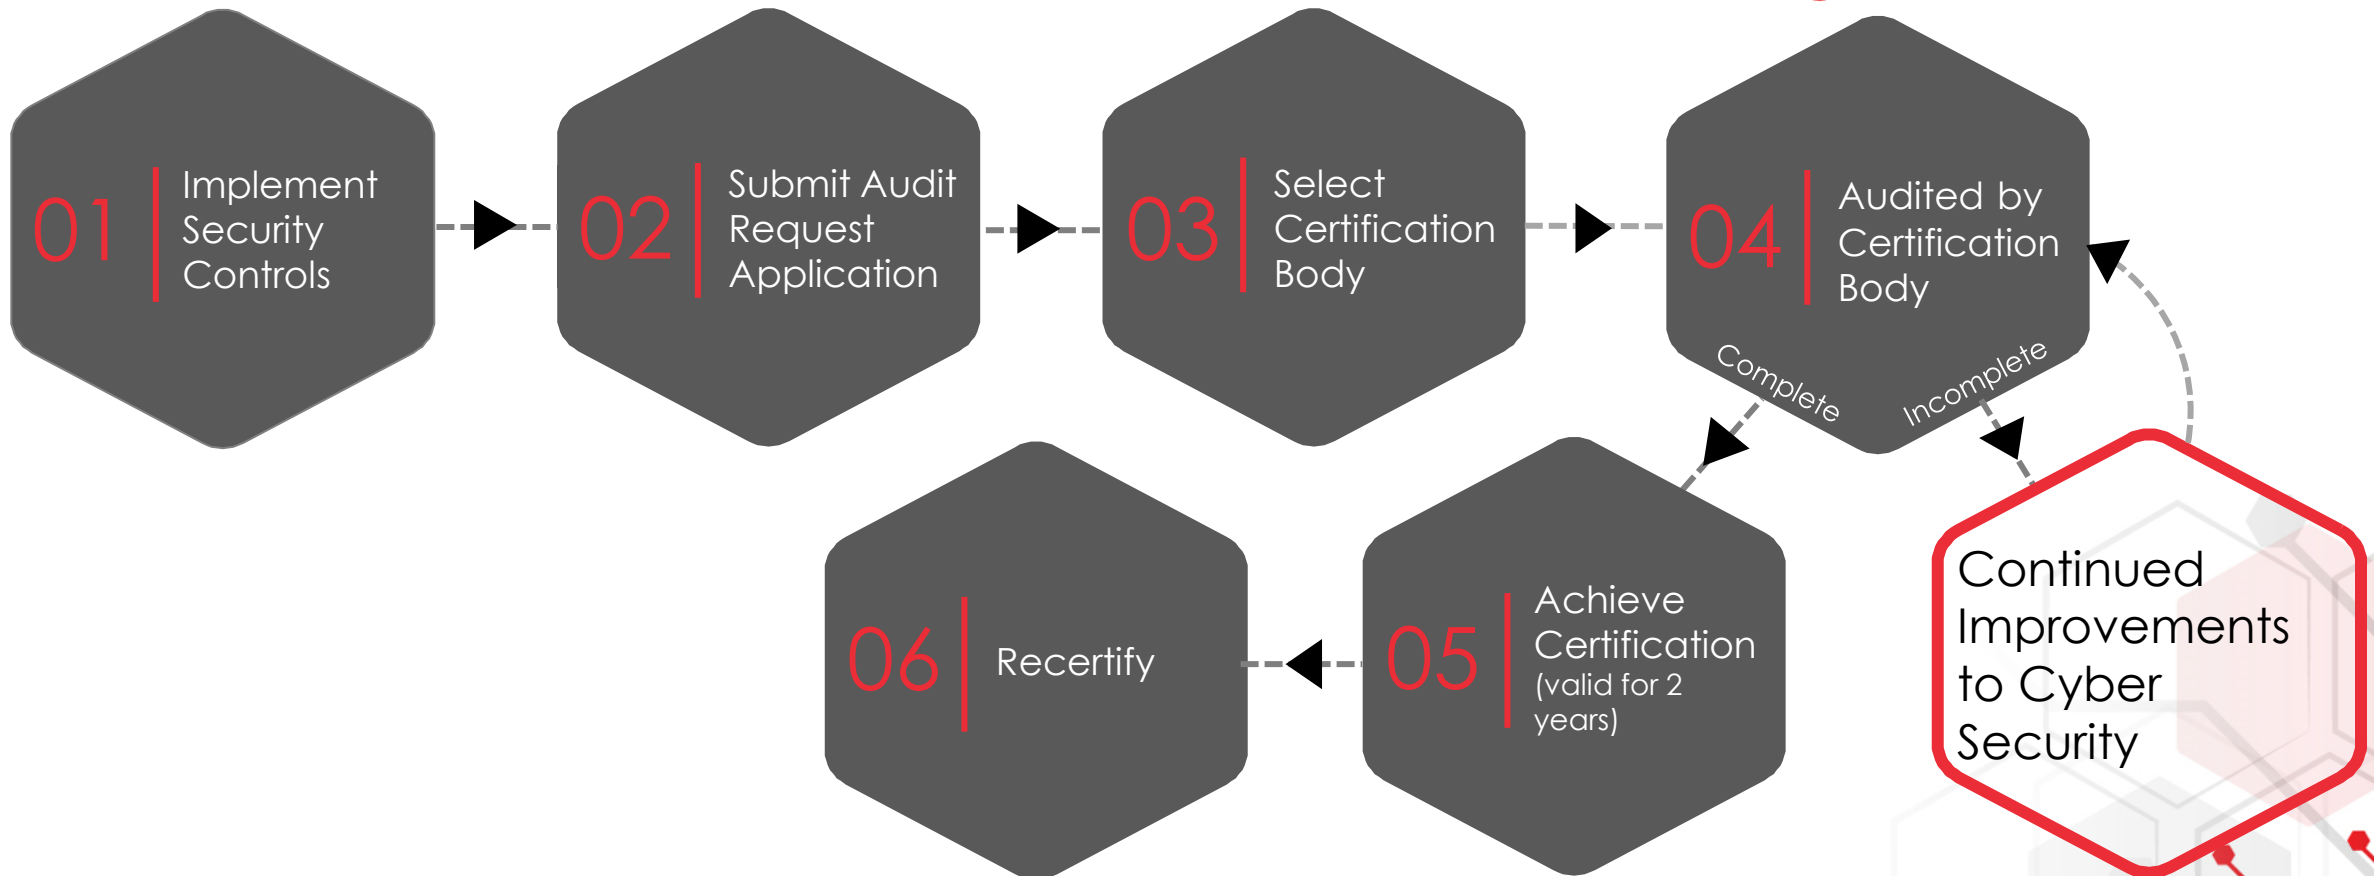 01
Implement
Security
Controls
02
Submit Audit
Request
Application
03
Select
Certification
Body
04
Audited by
Certification
Body
Complete
Incomplete
06
Recertify
05
Achieve
Certification
(valid for 2
years)
Continued
Improvements
to Cyber
Security